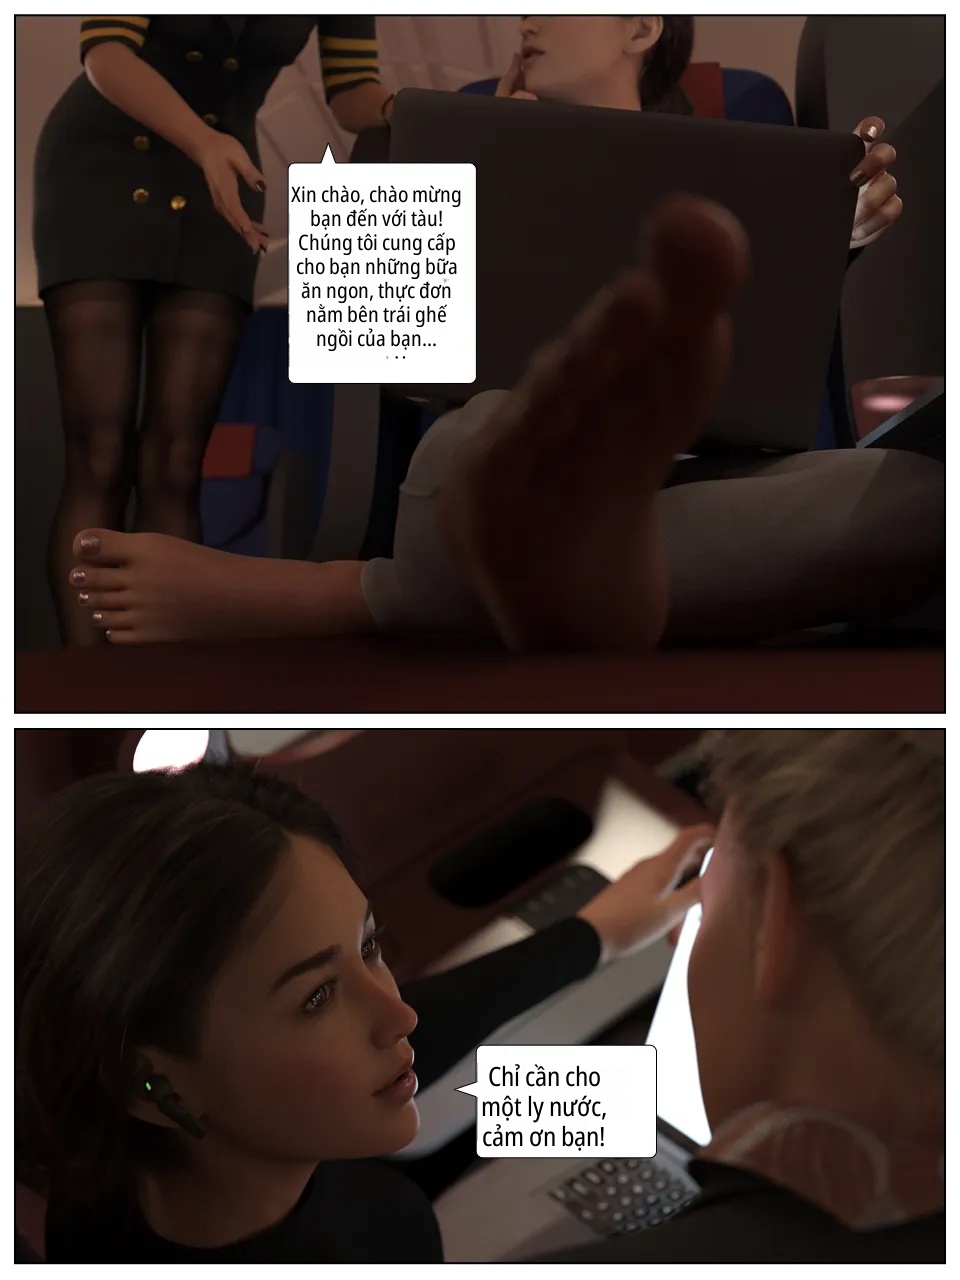 Xin chào, chào mừng
bạn đến với tàu!
Chúng tôi cung cấp
cho bạn những bữa
ăn ngon, thực đơn
nằm bên trái ghế
ngồi của bạn...
Chỉ cần cho
một ly nước,
cảm ơn bạn!